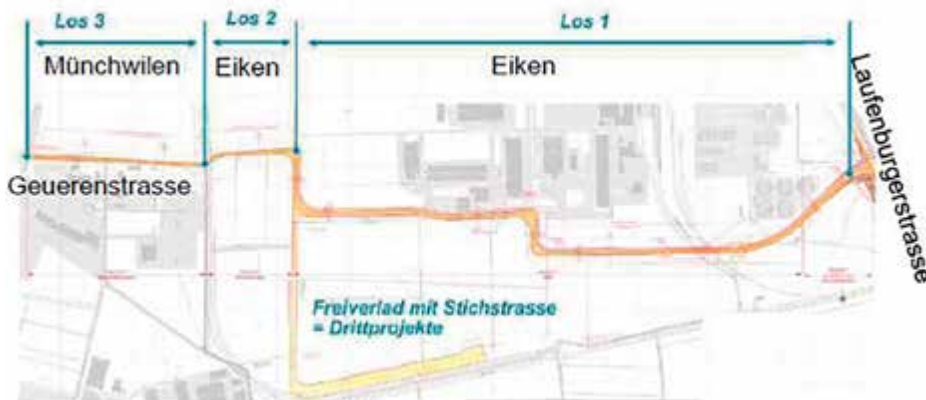 Los 3
Los 2
Los 1
Münchwilen
Eiken
Eiken
Laufenburgerstrasse
Geuerenstrasse
Freiverlad mit Stichstrasse
= Drittprojekte